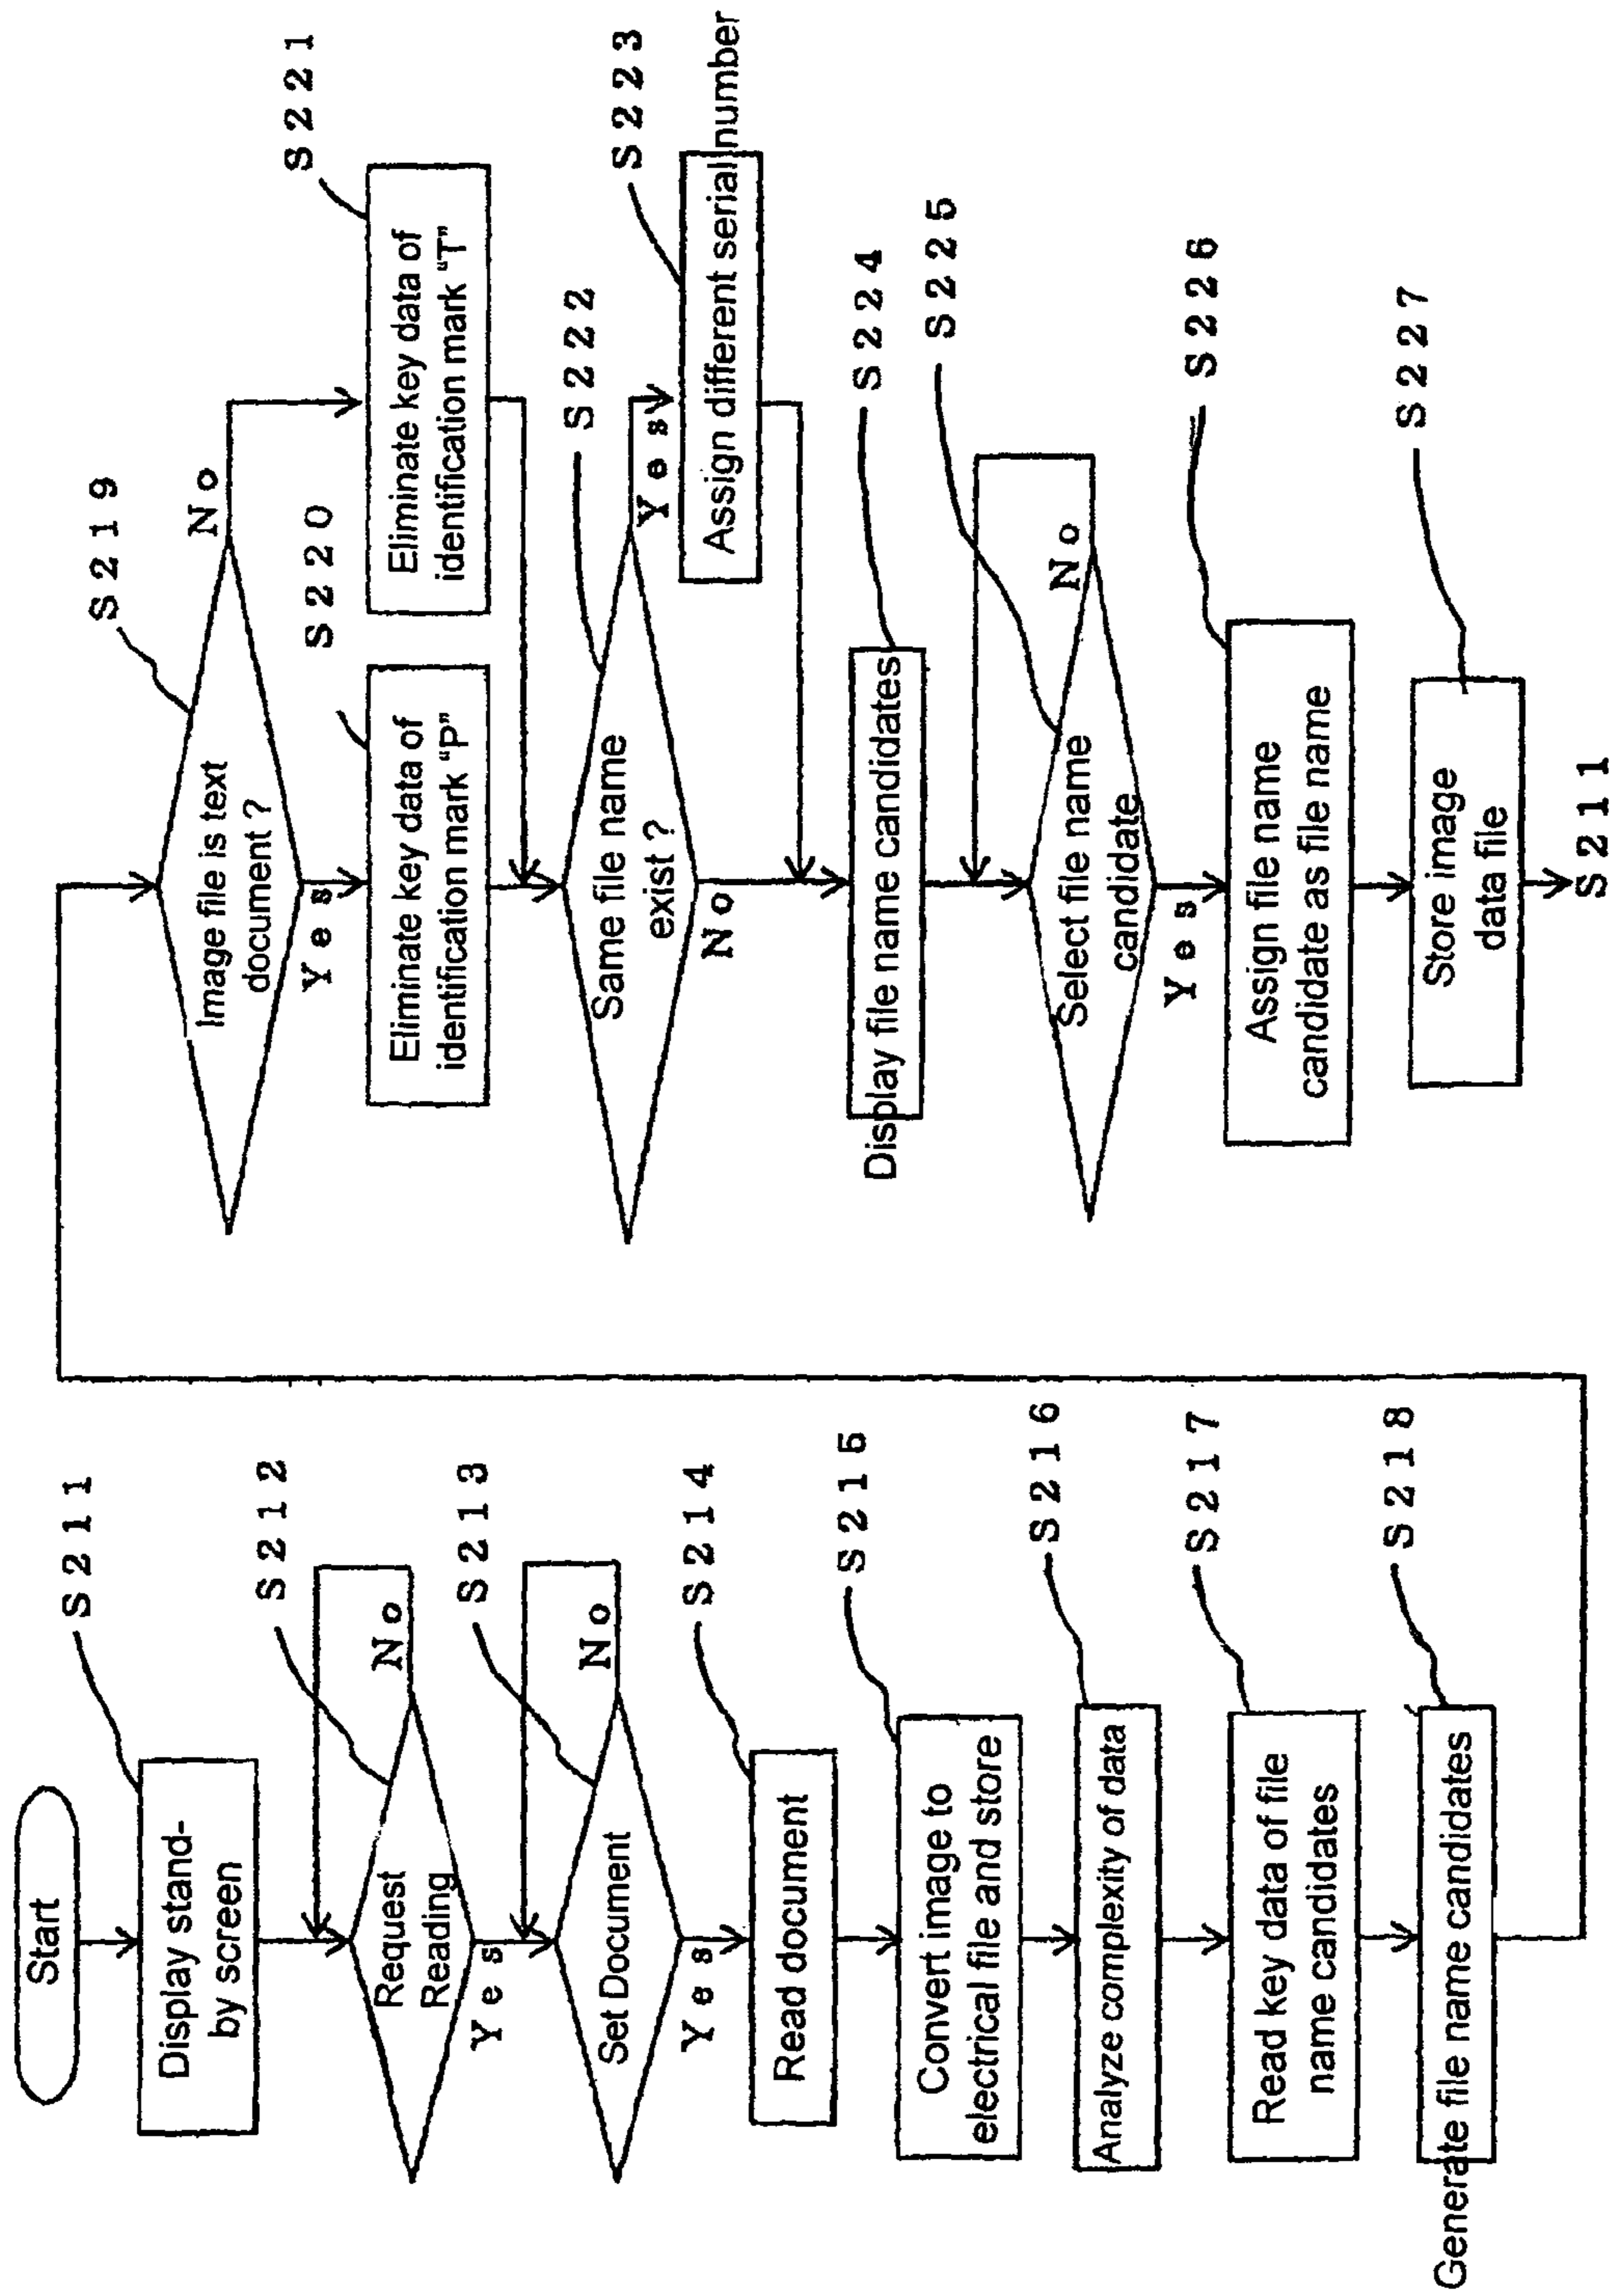 Start
S211
Display stand-
by screen
S212
Request
Reading
No
Yes
S213
Set Document
No
Yes
S214
Read document
S215
Convert image to
electrical file and store
S216
Analyze complexity of data
S217
Read key data of file
name candidates
S218
Generate file name candidates
S219
Image file is text
document ?
No
Yes
S220
Eliminate key data of
identification mark "P"
S221
Eliminate key data of
identification mark "T"
S222
Same file name
exist ?
Yes
No
S223
Assign different serial number
S224
Display file name candidates
S225
Select file name
candidate
No
Yes
S226
Assign file name
candidate as file name
S227
Store image
data file
S211